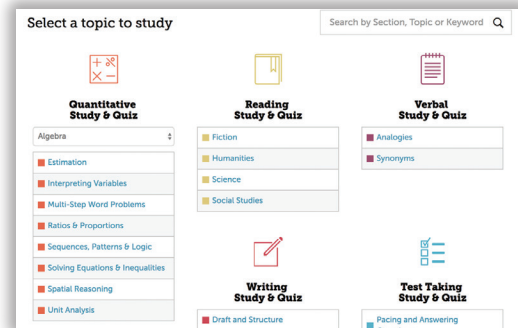 Select a topic to study
Search by Section, Topic or Keyword
Quantitative
Study & Quiz
Algebra
Estimation
Interpreting Variables
Multi-Step Word Problems
Ratios & Proportions
Sequences, Patterns & Logic
Solving Equations & Inequalities
Spatial Reasoning
Unit Analysis
Reading
Study & Quiz
Fiction
Humanities
Science
Social Studies
Verbal
Study & Quiz
Analogies
Synonyms
Writing
Study & Quiz
Draft and Structure
Test Taking
Study & Quiz
Pacing and Answering